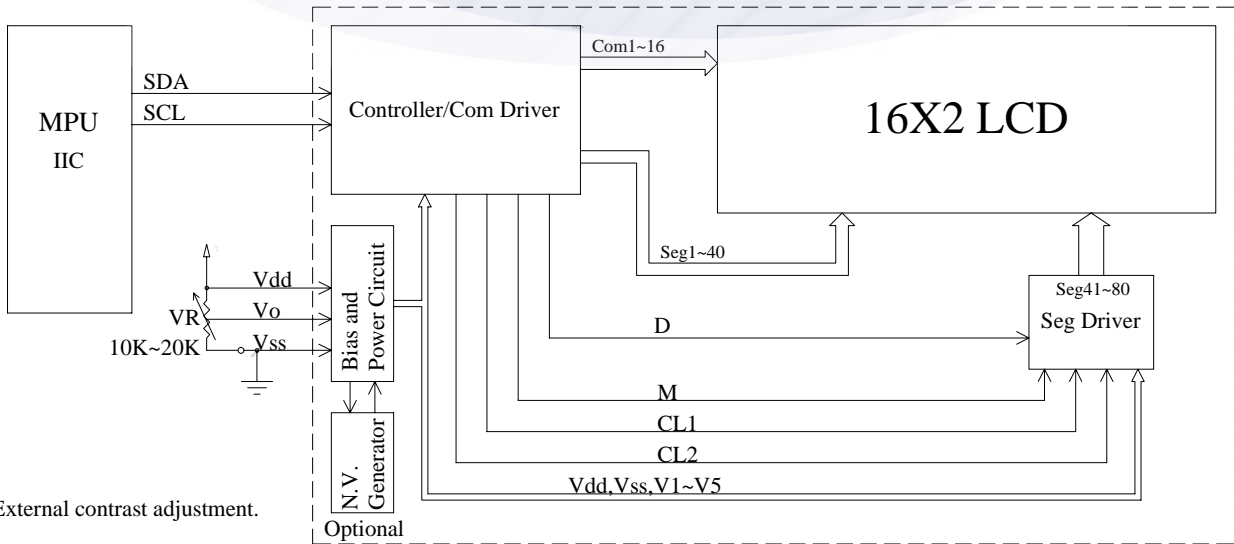 MPU
IIC
SDA
SCL
Controller/Com Driver
Com1~16
16X2 LCD
Seg1~40
Seg41~80
Seg Driver
Vdd
Vo
Vss
VR
10K~20K
Bias and
Power Circuit
N.V.
Generator
Optional
D
M
CL1
CL2
Vdd,Vss,V1~V5
External contrast adjustment.